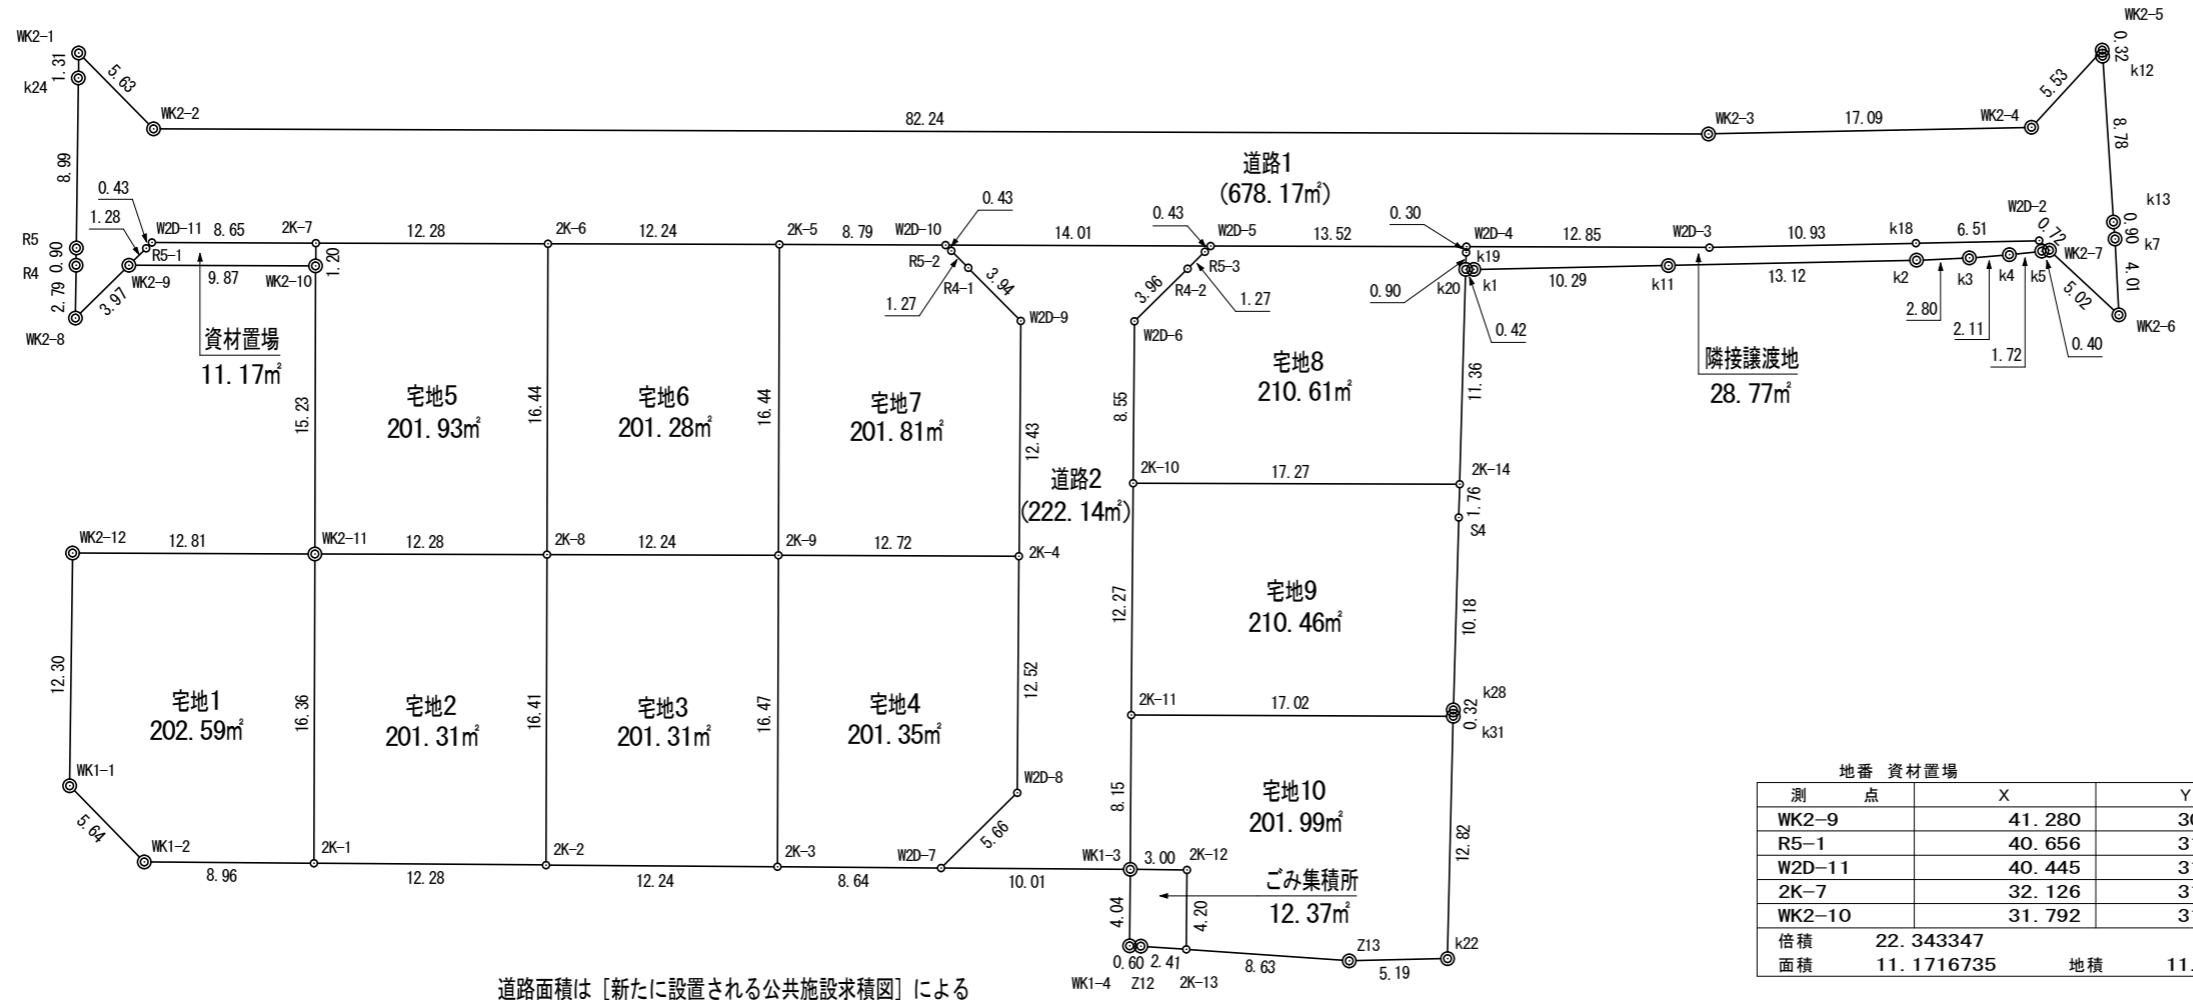 WK2-1
1.31
k24
5.63
WK2-2
8.99
82.24
WK2-3
17.09
WK2-4
5.53
WK2-5
0.32
k12
8.78
k13
0.90
k7
4.01
WK2-6
道路1
(678.17㎡)
0.43
1.28
R5
0.90
R4
2.79
3.97
WK2-8
W2D-11
R5-1
WK2-9
8.65
9.87
2K-7
1.20
WK2-10
資材置場
11.17㎡
12.28
2K-6
12.24
2K-5
8.79
W2D-10
0.43
R5-2
1.27
R4-1
3.94
W2D-9
14.01
0.43
W2D-5
R5-3
R4-2
1.27
3.96
W2D-6
13.52
0.30
W2D-4
k19
0.90
k20
k1
0.42
12.85
W2D-3
10.93
k18
6.51
W2D-2
0.72
WK2-7
10.29
k11
13.12
k2
2.80
k3
2.11
k4
1.72
k5
0.40
5.02
隣接譲渡地
28.77㎡
15.23
宅地5
201.93㎡
16.44
宅地6
201.28㎡
16.44
宅地7
201.81㎡
12.43
道路2
(222.14㎡)
8.55
宅地8
210.61㎡
11.36
2K-10
17.27
2K-14
1.76
S4
WK2-12
12.81
WK2-11
12.28
2K-8
12.24
2K-9
12.72
2K-4
12.27
宅地9
210.46㎡
10.18
12.30
宅地1
202.59㎡
16.36
宅地2
201.31㎡
16.41
宅地3
201.31㎡
16.47
宅地4
201.35㎡
12.52
2K-11
17.02
k28
0.32
k31
WK1-1
5.64
WK1-2
8.96
2K-1
12.28
2K-2
12.24
2K-3
8.64
W2D-7
5.66
W2D-8
10.01
8.15
宅地10
201.99㎡
12.82
WK1-3
3.00
2K-12
ごみ集積所
12.37㎡
4.04
4.20
WK1-4
0.60
Z12
2.41
2K-13
8.63
Z13
5.19
k22
地番 資材置場
測 点 X Y
WK2-9 41.280
R5-1 40.656
W2D-11 40.445
2K-7 32.126
WK2-10 31.792
倍積 22.343347
面積 11.1716735 地積 11.
道路面積は [新たに設置される公共施設求積図] による